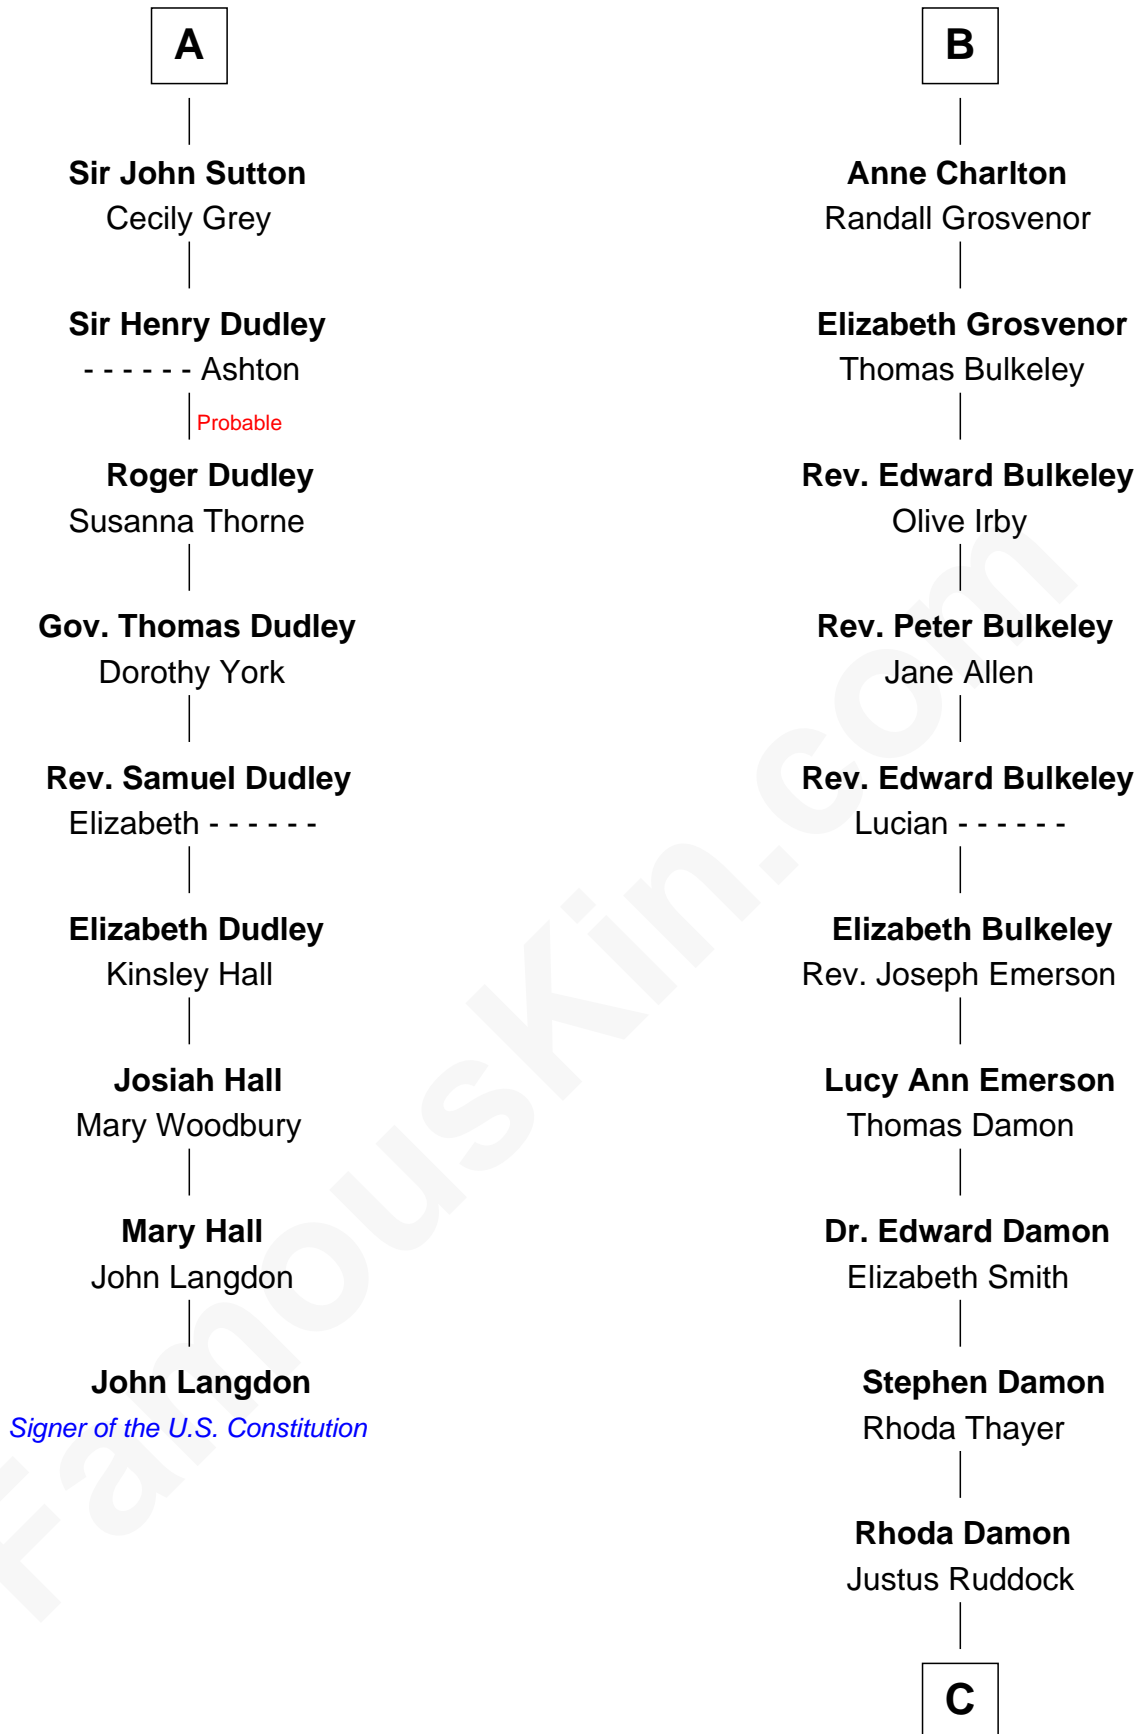 A
Sir John Sutton
Cecily Grey
Sir Henry Dudley
- - - - - - Ashton
Probable
Roger Dudley
Susanna Thorne
Gov. Thomas Dudley
Dorothy York
Rev. Samuel Dudley
Elizabeth - - - - - -
Elizabeth Dudley
Kinsley Hall
Josiah Hall
Mary Woodbury
Mary Hall
John Langdon
John Langdon
Signer of the U.S. Constitution
B
Anne Charlton
Randall Grosvenor
Elizabeth Grosvenor
Thomas Bulkeley
Rev. Edward Bulkeley
Olive Irby
Rev. Peter Bulkeley
Jane Allen
Rev. Edward Bulkeley
Lucian - - - - - -
Elizabeth Bulkeley
Rev. Joseph Emerson
Lucy Ann Emerson
Thomas Damon
Dr. Edward Damon
Elizabeth Smith
Stephen Damon
Rhoda Thayer
Rhoda Damon
Justus Ruddock
C
FamousKin.com